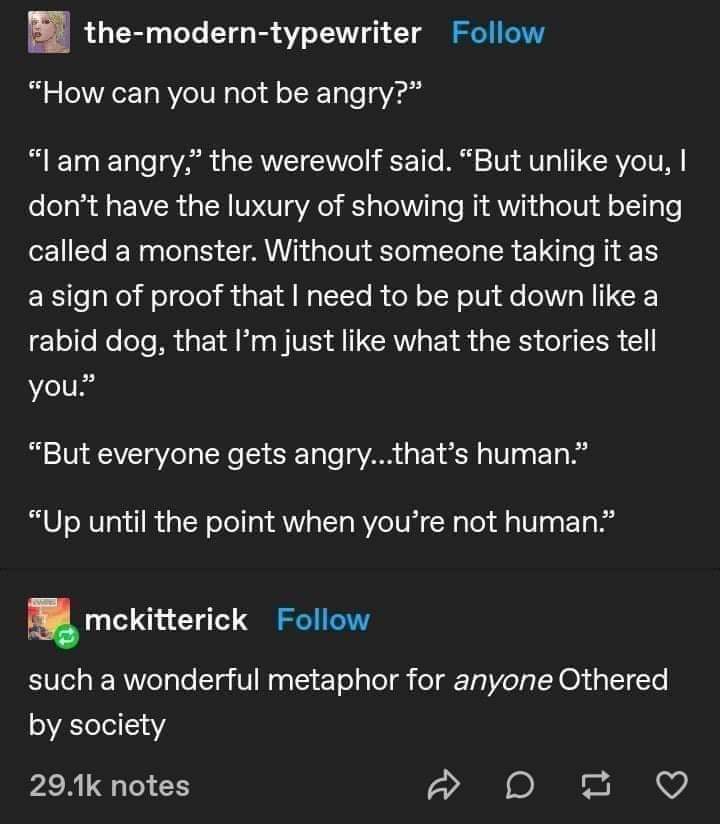 the-modern-typewriter Follow
“How can you not be angry?”
“I am angry,” the werewolf said. “But unlike you, I
don’t have the luxury of showing it without being
called a monster. Without someone taking it as
a sign of proof that I need to be put down like a
rabid dog, that I’m just like what the stories tell
you.”
“But everyone gets angry...that’s human.”
“Up until the point when you’re not human.”
mckitterick Follow
such a wonderful metaphor for anyone Othered
by society
29.1k notes